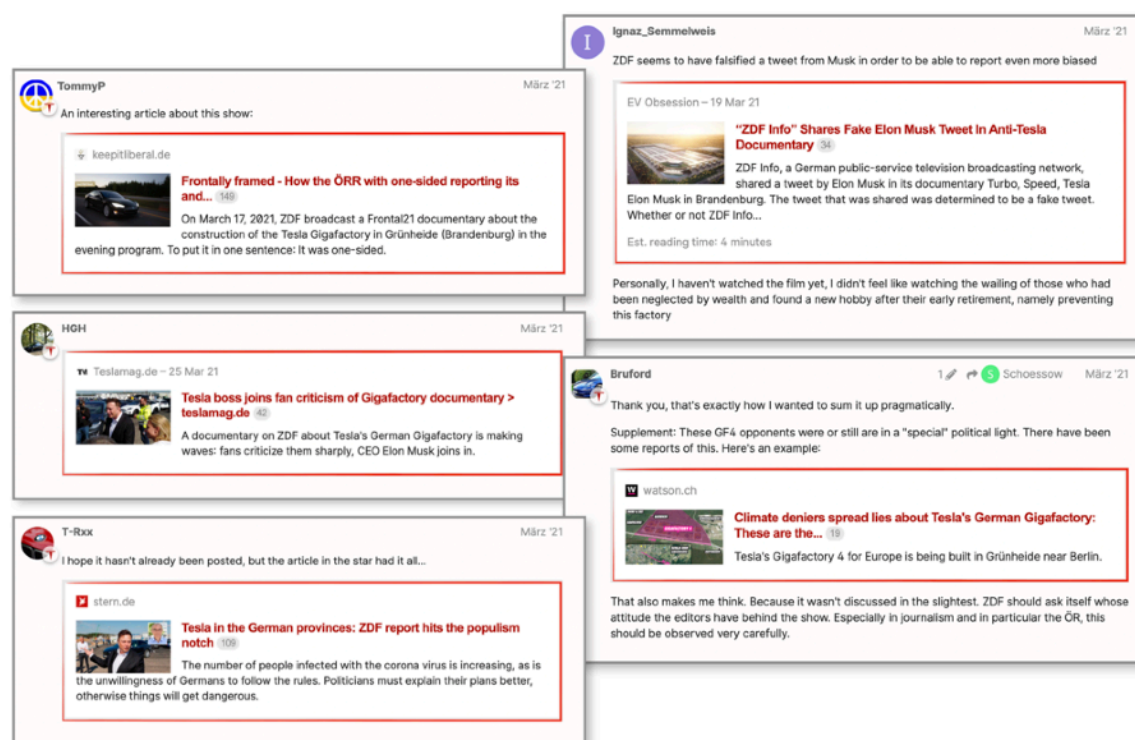 TommyP
März '21
An interesting article about this show:
keepitliberal.de
Frontally framed - How the ÖRR with one-sided reporting its
and... 149
On March 17, 2021, ZDF broadcast a Frontal21 documentary about the
construction of the Tesla Gigafactory in Grünheide (Brandenburg) in the
evening program. To put it in one sentence: It was one-sided.
HGH
März '21
Teslamag.de – 25 Mar 21
Tesla boss joins fan criticism of Gigafactory documentary >
teslamag.de 42
A documentary on ZDF about Tesla's German Gigafactory is making
waves: fans criticize them sharply, CEO Elon Musk joins in.
T-Rxx
März '21
I hope it hasn't already been posted, but the article in the star had it all...
stern.de
Tesla in the German provinces: ZDF report hits the populism
notch 109
The number of people infected with the corona virus is increasing, as is
the unwillingness of Germans to follow the rules. Politicians must explain their plans better,
otherwise things will get dangerous.
I
Ignaz_Semmelweis
März '21
ZDF seems to have falsified a tweet from Musk in order to be able to report even more biased
EV Obsession – 19 Mar 21
“ZDF Info” Shares Fake Elon Musk Tweet In Anti-Tesla
Documentary 34
ZDF Info, a German public-service television broadcasting network,
shared a tweet by Elon Musk in its documentary Turbo, Speed, Tesla
Elon Musk in Brandenburg. The tweet that was shared was determined to be a fake tweet.
Whether or not ZDF Info...
Est. reading time: 4 minutes
Personally, I haven't watched the film yet, I didn't feel like watching the wailing of those who had
been neglected by wealth and found a new hobby after their early retirement, namely preventing
this factory
Bruford
1 S Schoessow März '21
Thank you, that's exactly how I wanted to sum it up pragmatically.
Supplement: These GF4 opponents were or still are in a "special" political light. There have been
some reports of this. Here's an example:
W watson.ch
Climate deniers spread lies about Tesla's German Gigafactory:
These are the... 19
Tesla's Gigafactory 4 for Europe is being built in Grünheide near Berlin.
That also makes me think. Because it wasn't discussed in the slightest. ZDF should ask itself whose
attitude the editors have behind the show. Especially in journalism and in particular the ÖR, this
should be observed very carefully.